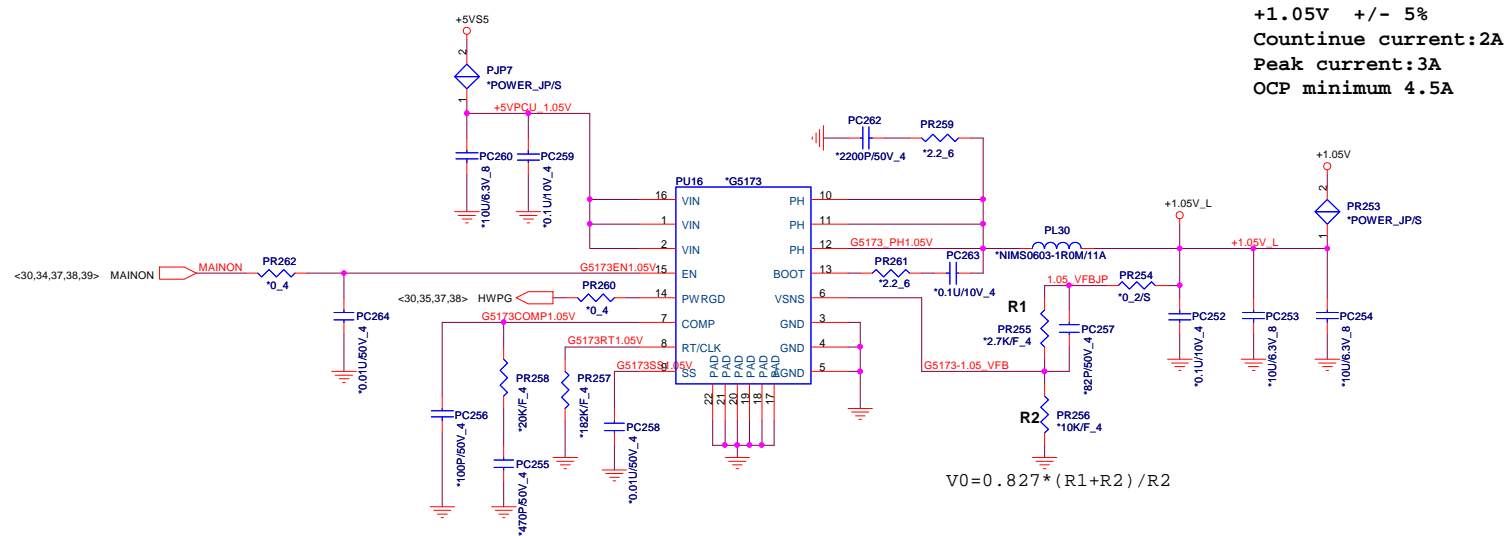 +1.05V +/- 5%
Countinue current:2A
Peak current:3A
OCP minimum 4.5A
+5VS5
2
PJP7
*POWER_JP/S
1
+5VPCU_1.05V
PC260
*10U/6.3V_8
PC259
*0.1U/10V_4
PC262
*2200P/50V_4
PR259
*2.2_6
PU16
*G5173
16 VIN
1 VIN
2 VIN
15 EN
14 PWRGD
7 COMP
8 RT/CLK
9 SS
PH 10
PH 11
PH 12
BOOT 13
VSNS 6
GND 3
GND 4
AGND 5
PAD PAD PAD PAD PAD PAD
22 21 20 19 18 17
<30,34,37,38,39> MAINON
MAINON
PR262
*0_4
G5173EN1.05V
PC264
*0.01U/50V_4
<30,35,37,38> HWPG
PR260
*0_4
G5173COMP1.05V
G5173RT1.05V
G5173SS1.05V
PC256
*100P/50V_4
PR258
*20K/F_4
PC255
*470P/50V_4
PR257
*182K/F_4
PC258
*0.01U/50V_4
G5173_PH1.05V
PR261
*2.2_6
PC263
*0.1U/10V_4
PL30
*NIMS0603-1R0M/11A
+1.05V_L
+1.05V_L
+1.05V
2
PR253
*POWER_JP/S
1
1.05_VFBJP
PR254
*0_2/S
R1
PR255
*2.7K/F_4
PC257
*82P/50V_4
G5173-1.05_VFB
R2
PR256
*10K/F_4
PC252
*0.1U/10V_4
PC253
*10U/6.3V_8
PC254
*10U/6.3V_8
V0=0.827*(R1+R2)/R2